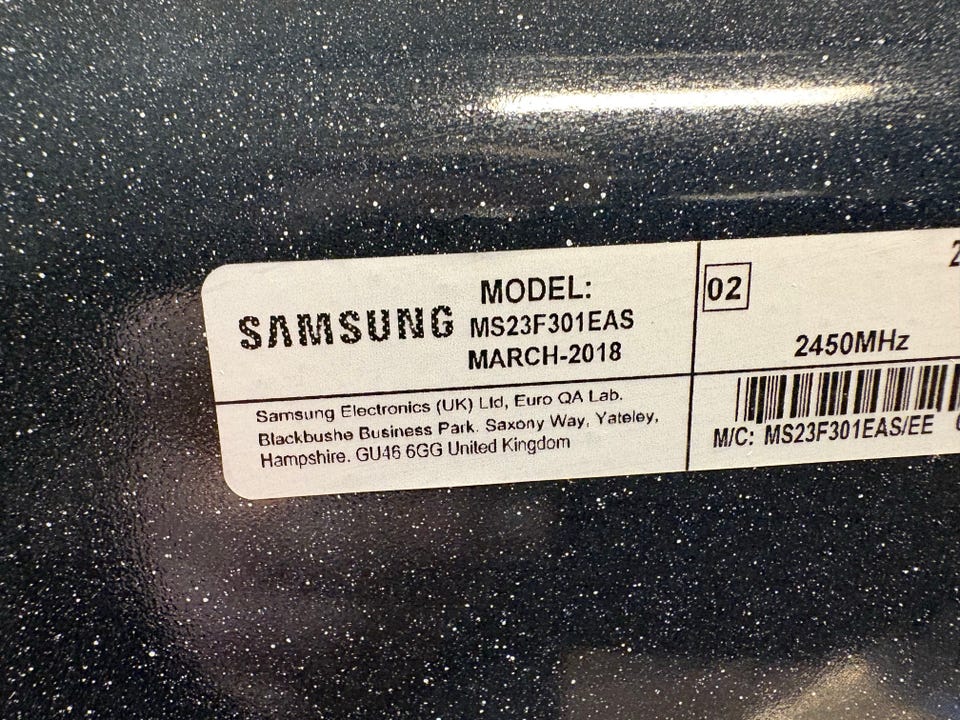 SAMSUNG
MODEL:
MS23F301EAS
MARCH-2018
Samsung Electronics (UK) Ltd, Euro QA Lab.
Blackbushe Business Park. Saxony Way, Yateley,
Hampshire. GU46 6GG United Kingdom
02
2450MHz
M/C: MS23F301EAS/EE